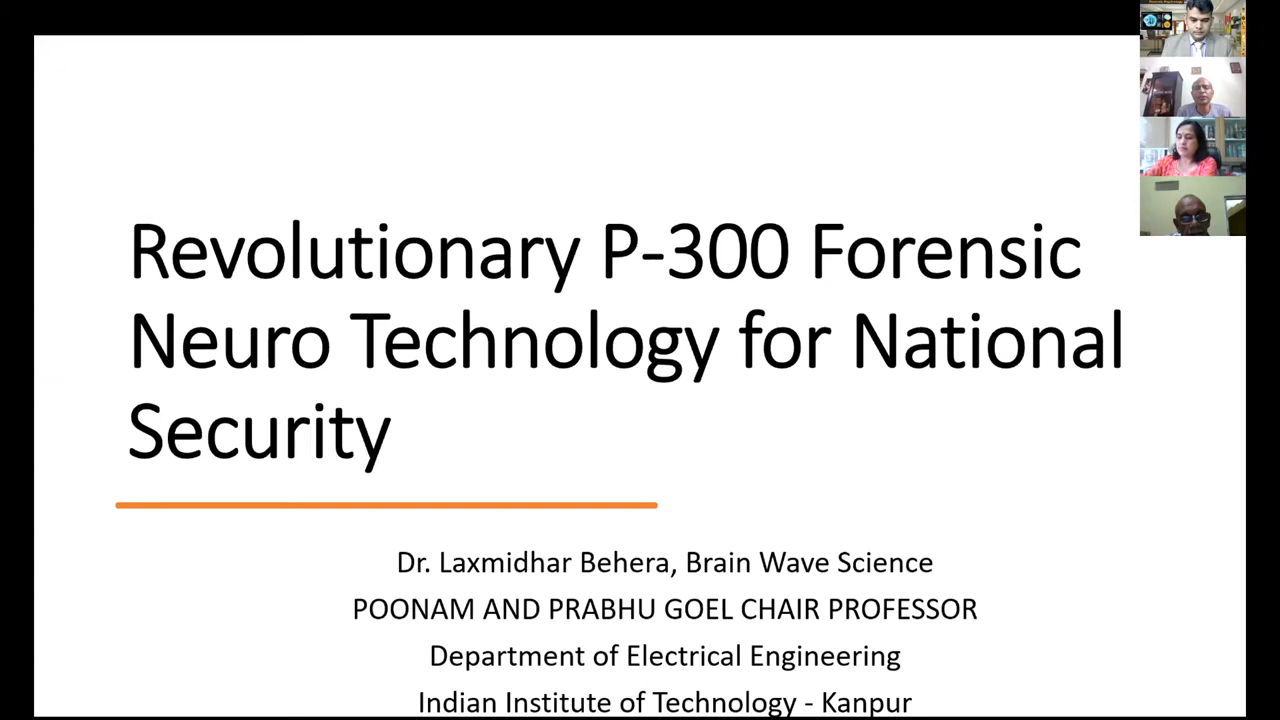 Revolutionary P-300 Forensic
Neuro Technology for National
Security
Dr. Laxmidhar Behera, Brain Wave Science
POONAM AND PRABHU GOEL CHAIR PROFESSOR
Department of Electrical Engineering
Indian Institute of Technology - Kanpur